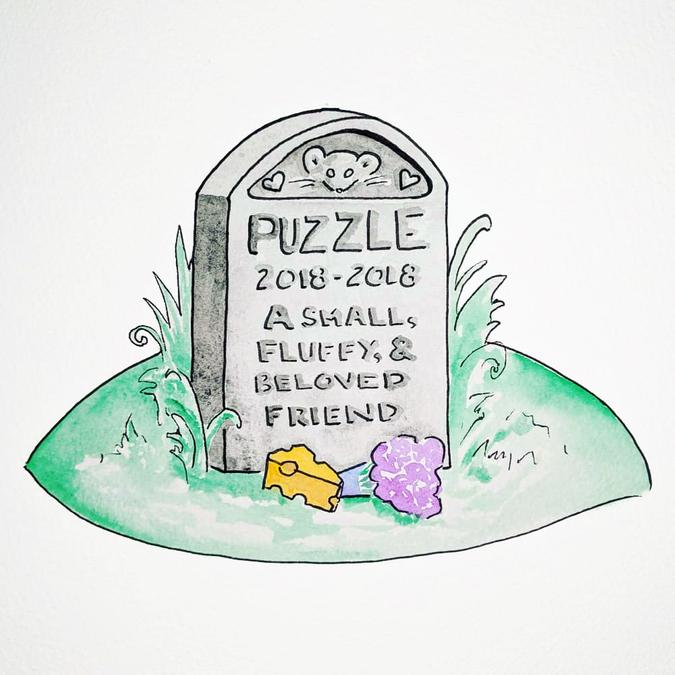 PUZZLE
2018-2018
A SMALL,
FLUFFY, &
BELOVED
FRIEND